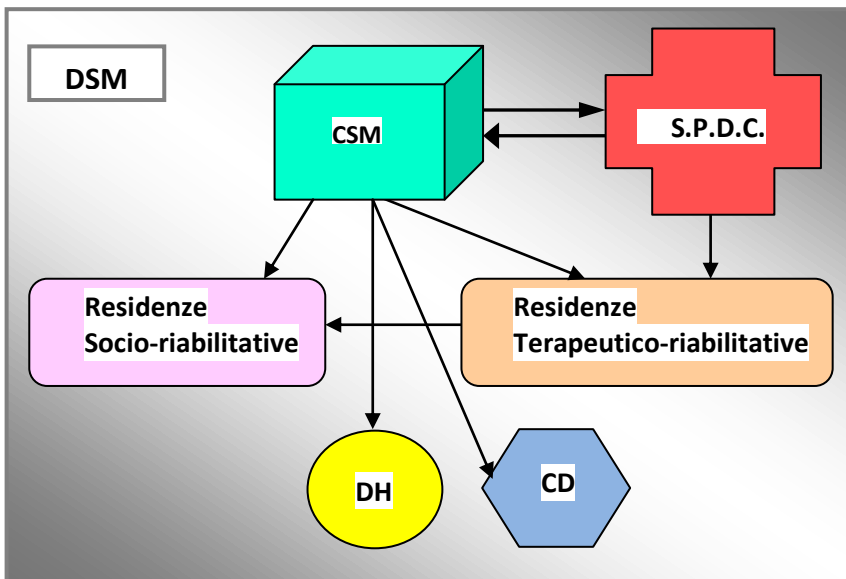 DSM
CSM
S.P.D.C.
Residenze
Socio-riabilitative
Residenze
Terapeutico-riabilitative
DH
CD